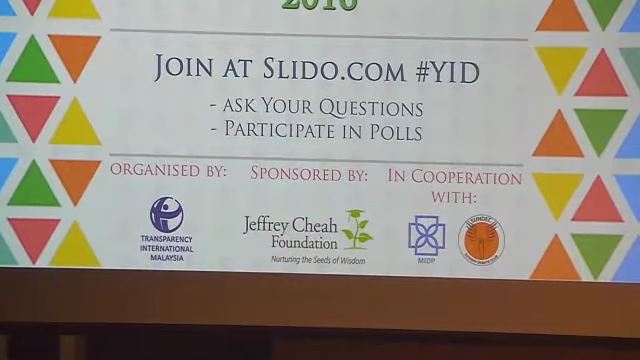 2016
JOIN AT SLIDO.COM #YID
- ASK YOUR QUESTIONS
- PARTICIPATE IN POLLS
ORGANISED BY: SPONSORED BY: IN COOPERATION WITH:
TRANSPARENCY
INTERNATIONAL
MALAYSIA
Jeffrey Cheah
Foundation
Nurturing the Seeds of Wisdom
MIDP
SUNDEC